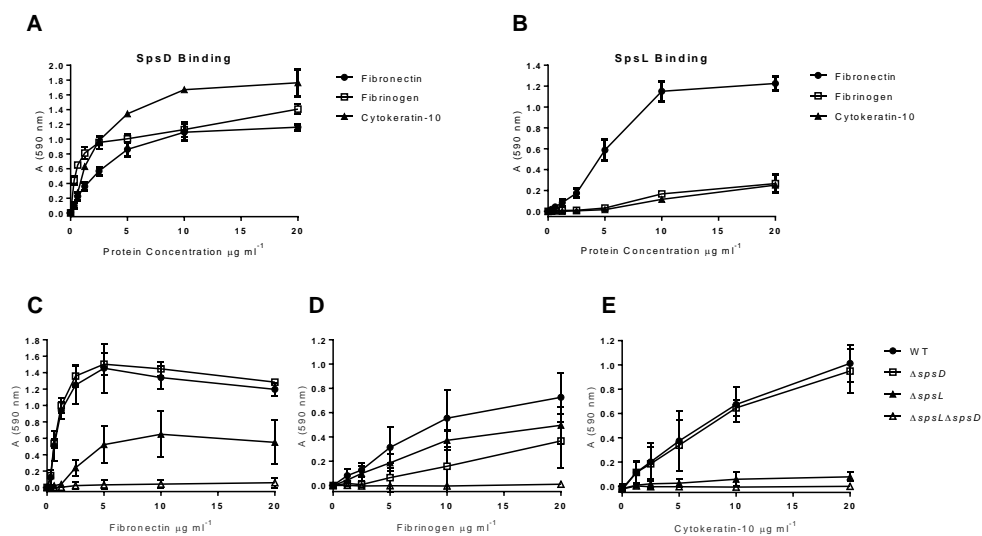 A
B
SpsD Binding
2.0
1.8
1.6
1.4
1.2
1.0
0.8
0.6
0.4
0.2
0.0
A (590 nm)
0
5
10
15
20
Protein Concentration µg ml-1
Fibronectin
Fibrinogen
Cytokeratin-10
SpsL Binding
1.4
1.2
1.0
0.8
0.6
0.4
0.2
0.0
A (590 nm)
0
5
10
15
20
Protein Concentration µg ml-1
Fibronectin
Fibrinogen
Cytokeratin-10
C
D
E
1.8
1.6
1.4
1.2
1.0
0.8
0.6
0.4
0.2
0.0
A (590 nm)
0
5
10
15
20
Fibronectin µg ml-1
1.2
1.0
0.8
0.6
0.4
0.2
0.0
A (590 nm)
0
5
10
15
20
Fibrinogen µg ml-1
1.2
1.0
0.8
0.6
0.4
0.2
0.0
A (590 nm)
0
5
10
15
20
Cytokeratin-10 µg ml-1
WT
ΔspsD
ΔspsL
ΔspsLΔspsD